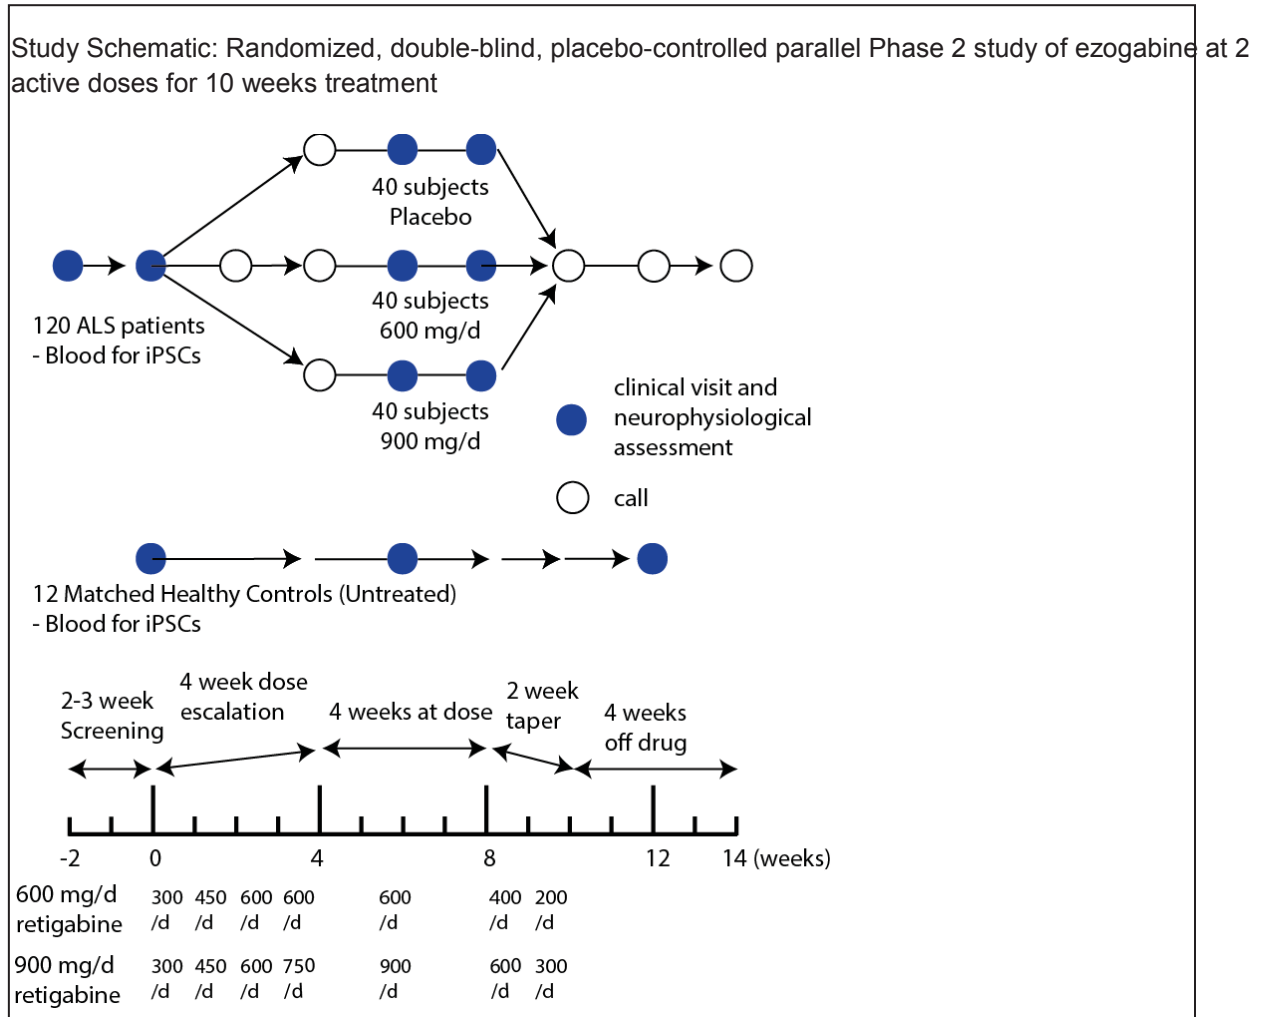 Study Schematic: Randomized, double-blind, placebo-controlled parallel Phase 2 study of ezogabine at 2
active doses for 10 weeks treatment
40 subjects
Placebo
40 subjects
600 mg/d
120 ALS patients
- Blood for iPSCs
40 subjects
900 mg/d
clinical visit and
neurophysiological
assessment
call
12 Matched Healthy Controls (Untreated)
- Blood for iPSCs
2-3 week
Screening
4 week dose
escalation
4 weeks at dose
2 week
taper
4 weeks
off drug
-2 0 4 8 12 14 (weeks)
600 mg/d 300 450 600 600 600 400 200
retigabine /d /d /d /d /d /d /d
900 mg/d 300 450 600 750 900 600 300
retigabine /d /d /d /d /d /d /d